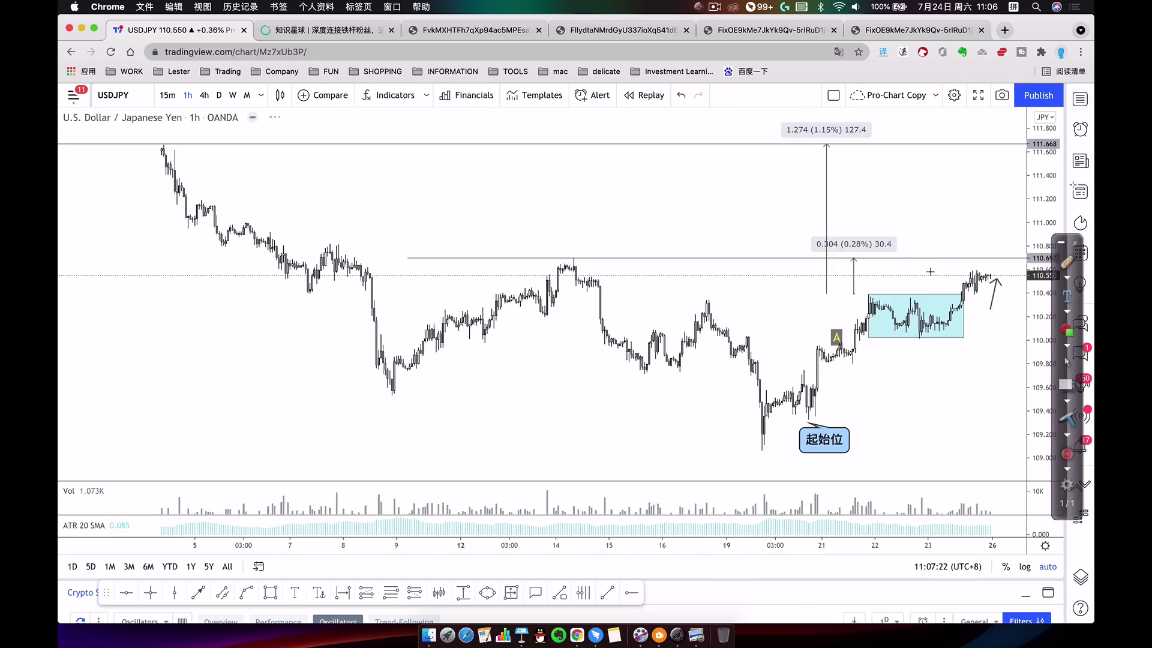 Chrome 文件 编辑 视图 历史记录 书签 个人资料 标签页 窗口 帮助 99+ 100% 7月24日 周六 11:06
USDJPY 110.550 ▲ +0.36% Pro 知识星球 | 深度连接铁杆粉丝, FvkMXHTFh7qXp94ac5MPEsa FllydtaNMrdGyU337ioXq541dE FixOE9kMe7JkYk9Qv-5rIRuD1j FixOE9kMe7JkYk9Qv-5rIRuD1j
tradingview.com/chart/Mz7xUb3P/
应用 WORK Lester Trading Company FUN SHOPPING INFORMATION TOOLS mac delicate Investment Learni... 百度一下 阅读清单
11 USDJPY 15m 1h 4h D W M Compare Indicators Financials Templates Alert Replay Pro-Chart Copy Publish
U.S. Dollar / Japanese Yen · 1h · OANDA JPY
1.274 (1.15%) 127.4
111.800
111.668
111.600
111.400
111.200
111.000
0.304 (0.28%) 30.4
110.800
110.697
110.550
110.400
110.200
A
110.000
109.800
109.600
109.400
起始位
109.200
109.000
Vol 1.073K
10K
ATR 20 SMA 0.085
0.000
1 / 1
5 03:00 7 8 9 12 03:00 14 15 16 19 03:00 21 22 23 26
1D 5D 1M 3M 6M YTD 1Y 5Y All 11:07:22 (UTC+8) % log auto
Crypto S
Oscillators Overview Performance Oscillators Trend-Following 1D General Filters